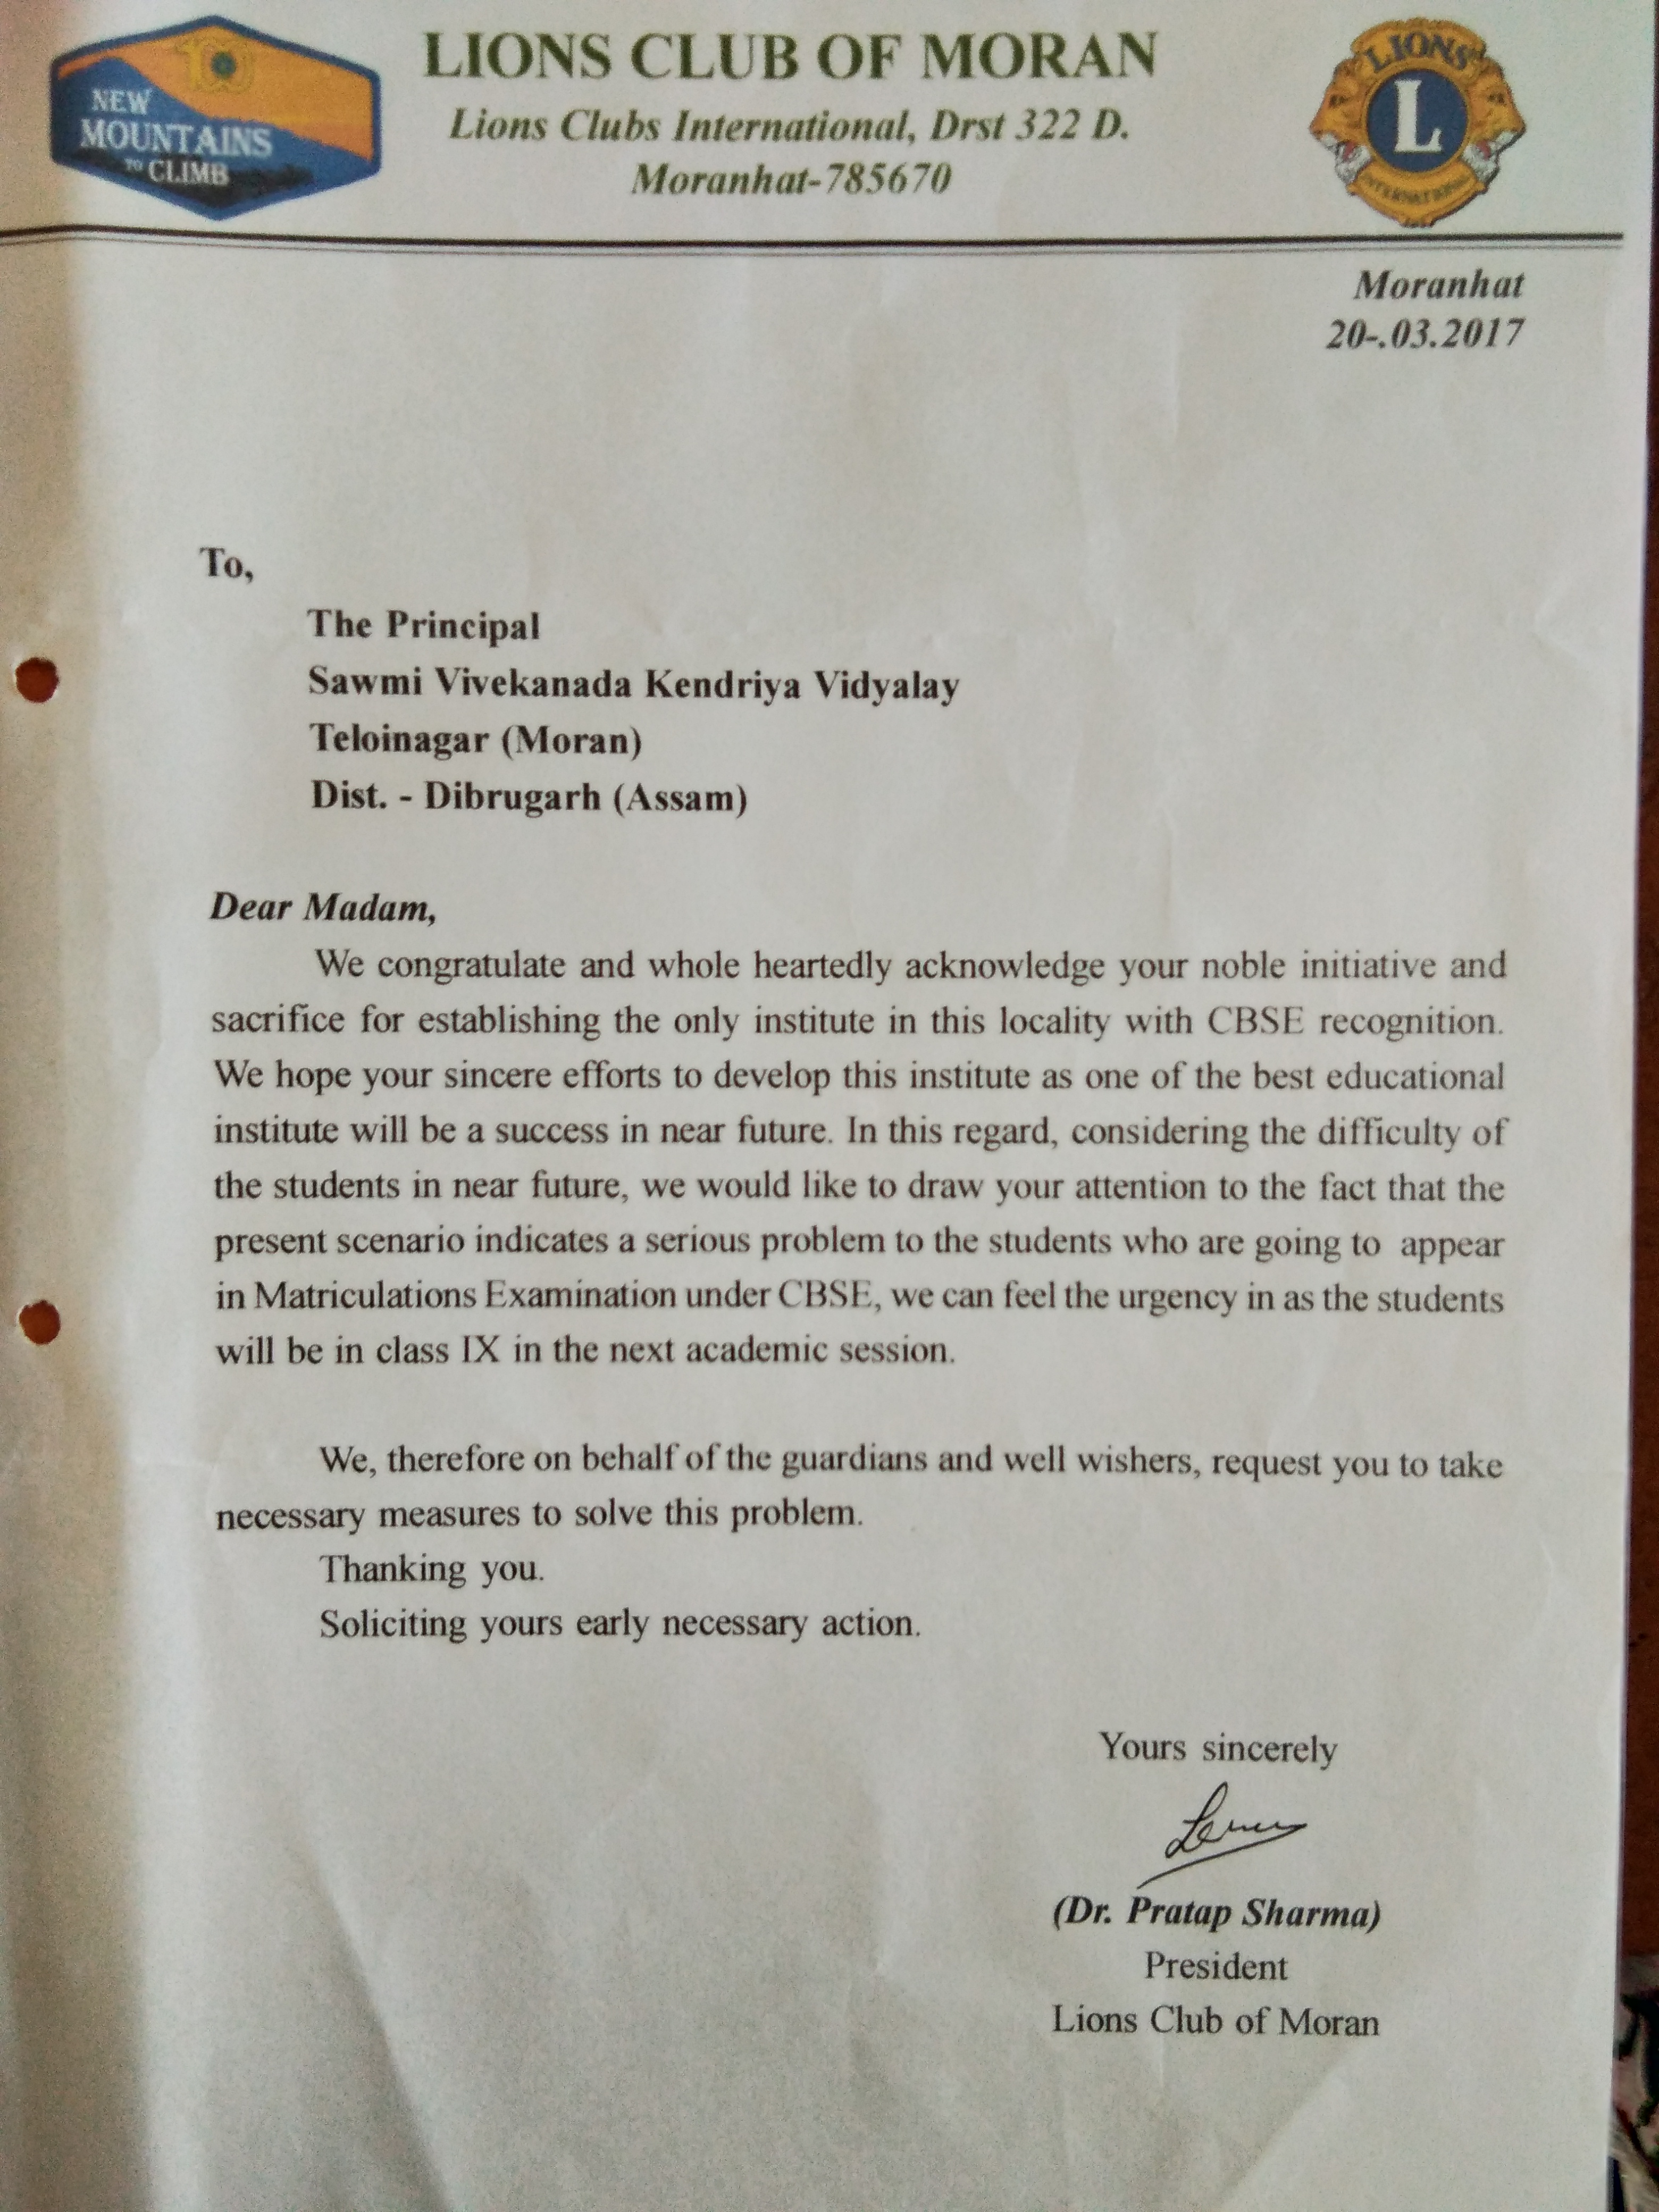 NEW
MOUNTAINS
TO CLIMB
LIONS CLUB OF MORAN
Lions Clubs International, Drst 322 D.
Moranhat-785670
LIONS
L
INTERNATIONAL
Moranhat
20-.03.2017
To,
The Principal
Sawmi Vivekanada Kendriya Vidyalay
Teloinagar (Moran)
Dist. - Dibrugarh (Assam)
Dear Madam,
We congratulate and whole heartedly acknowledge your noble initiative and
sacrifice for establishing the only institute in this locality with CBSE recognition.
We hope your sincere efforts to develop this institute as one of the best educational
institute will be a success in near future. In this regard, considering the difficulty of
the students in near future, we would like to draw your attention to the fact that the
present scenario indicates a serious problem to the students who are going to appear
in Matriculations Examination under CBSE, we can feel the urgency in as the students
will be in class IX in the next academic session.
We, therefore on behalf of the guardians and well wishers, request you to take
necessary measures to solve this problem.
Thanking you.
Soliciting yours early necessary action.
Yours sincerely
(Dr. Pratap Sharma)
President
Lions Club of Moran